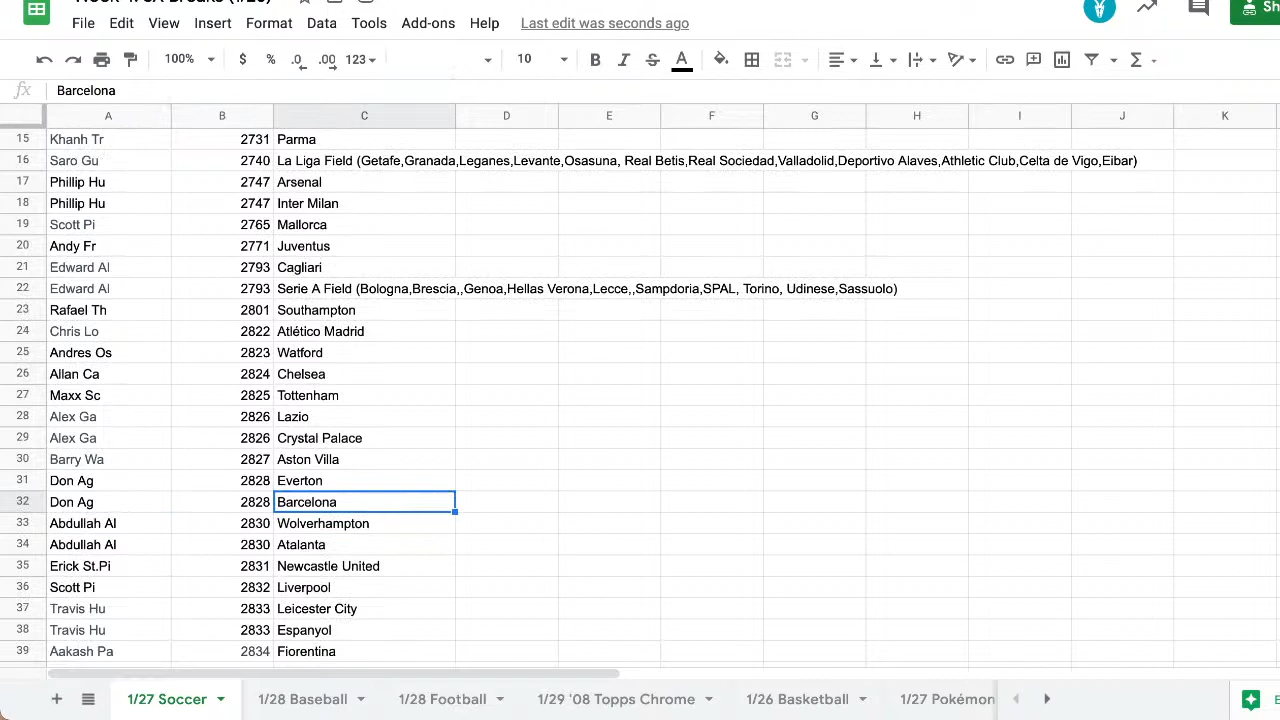 File Edit View Insert Format Data Tools Add-ons Help Last edit was seconds ago
100% $ % .0 .00 123 10 B I S A
fx Barcelona
A B C D E F G H I J K
15 Khanh Tr 2731 Parma
16 Saro Gu 2740 La Liga Field (Getafe,Granada,Leganes,Levante,Osasuna, Real Betis,Real Sociedad,Valladolid,Deportivo Alaves,Athletic Club,Celta de Vigo,Eibar)
17 Phillip Hu 2747 Arsenal
18 Phillip Hu 2747 Inter Milan
19 Scott Pi 2765 Mallorca
20 Andy Fr 2771 Juventus
21 Edward Al 2793 Cagliari
22 Edward Al 2793 Serie A Field (Bologna,Brescia,,Genoa,Hellas Verona,Lecce,,Sampdoria,SPAL, Torino, Udinese,Sassuolo)
23 Rafael Th 2801 Southampton
24 Chris Lo 2822 Atlético Madrid
25 Andres Os 2823 Watford
26 Allan Ca 2824 Chelsea
27 Maxx Sc 2825 Tottenham
28 Alex Ga 2826 Lazio
29 Alex Ga 2826 Crystal Palace
30 Barry Wa 2827 Aston Villa
31 Don Ag 2828 Everton
32 Don Ag 2828 Barcelona
33 Abdullah Al 2830 Wolverhampton
34 Abdullah Al 2830 Atalanta
35 Erick St.Pi 2831 Newcastle United
36 Scott Pi 2832 Liverpool
37 Travis Hu 2833 Leicester City
38 Travis Hu 2833 Espanyol
39 Aakash Pa 2834 Fiorentina
1/27 Soccer 1/28 Baseball 1/28 Football 1/29 '08 Topps Chrome 1/26 Basketball 1/27 Pokémon